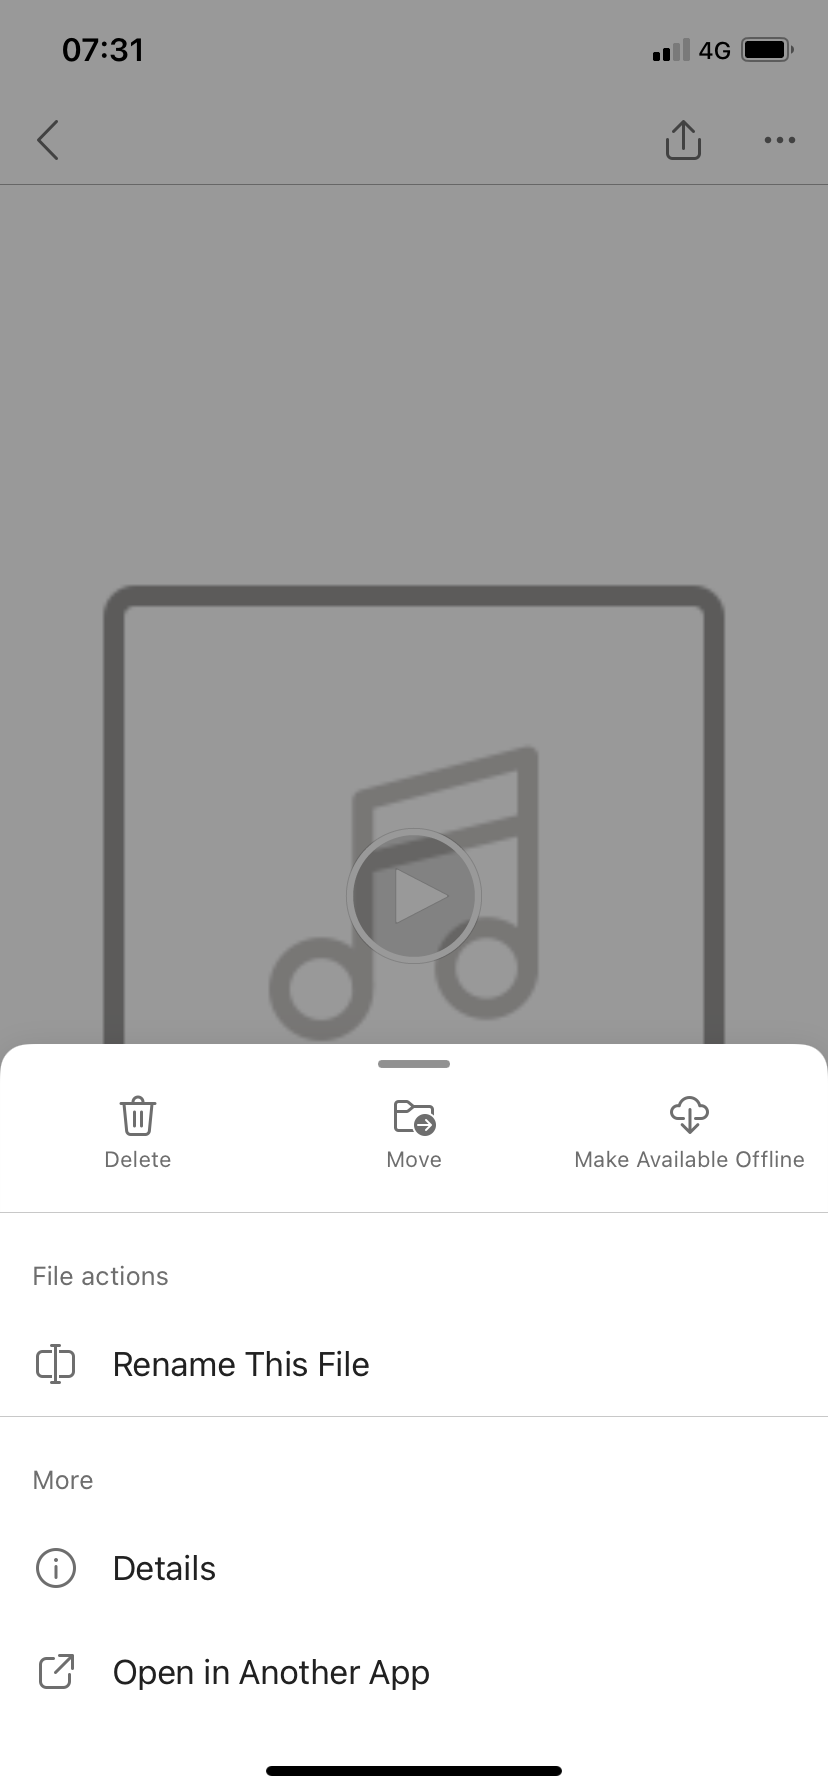 07:31
4G
Delete
Move
Make Available Offline
File actions
Rename This File
More
Details
Open in Another App